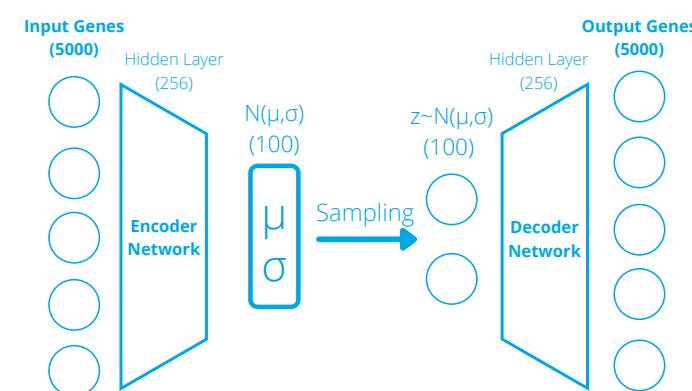 Input Genes
(5000)
Hidden Layer
(256)
N(μ,σ)
(100)
μ
σ
Encoder
Network
Sampling
z~N(μ,σ)
(100)
Hidden Layer
(256)
Decoder
Network
Output Genes
(5000)